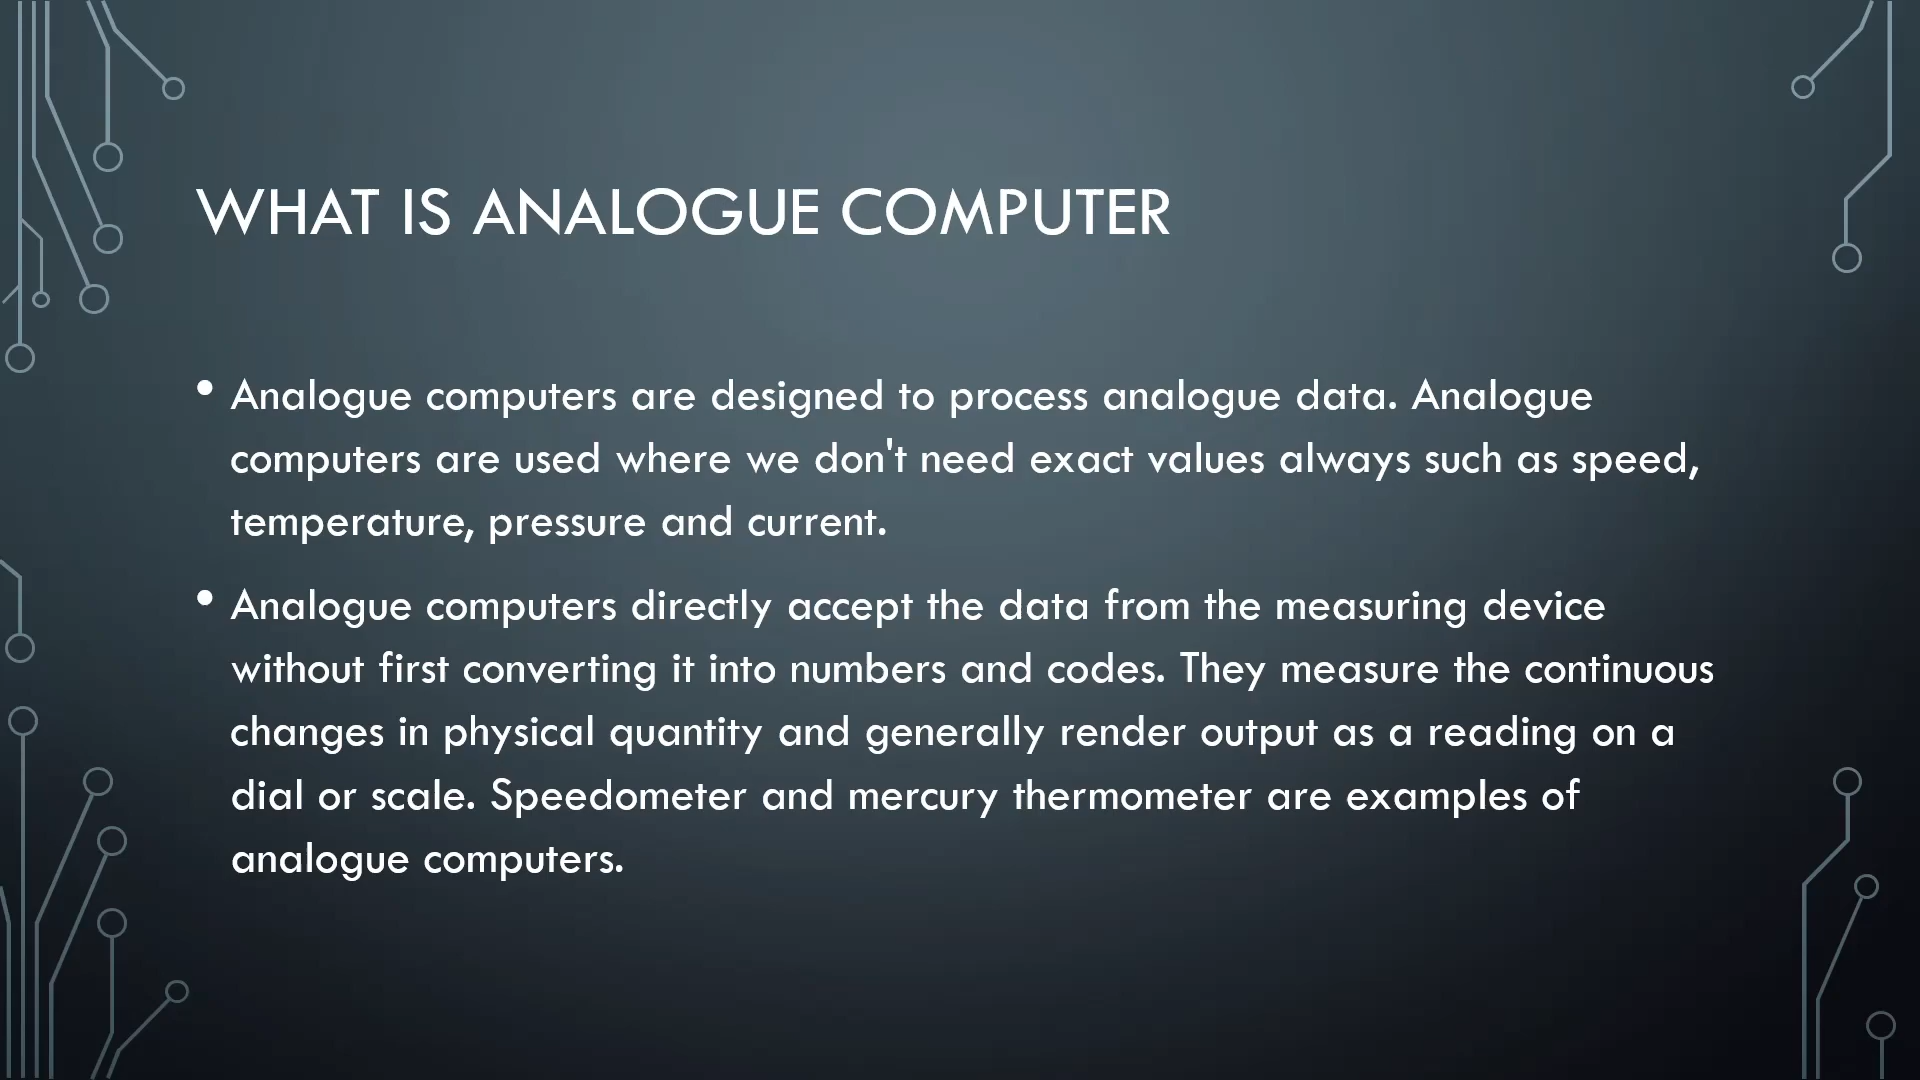 WHAT IS ANALOGUE COMPUTER
• Analogue computers are designed to process analogue data. Analogue
computers are used where we don't need exact values always such as speed,
temperature, pressure and current.
• Analogue computers directly accept the data from the measuring device
without first converting it into numbers and codes. They measure the continuous
changes in physical quantity and generally render output as a reading on a
dial or scale. Speedometer and mercury thermometer are examples of
analogue computers.